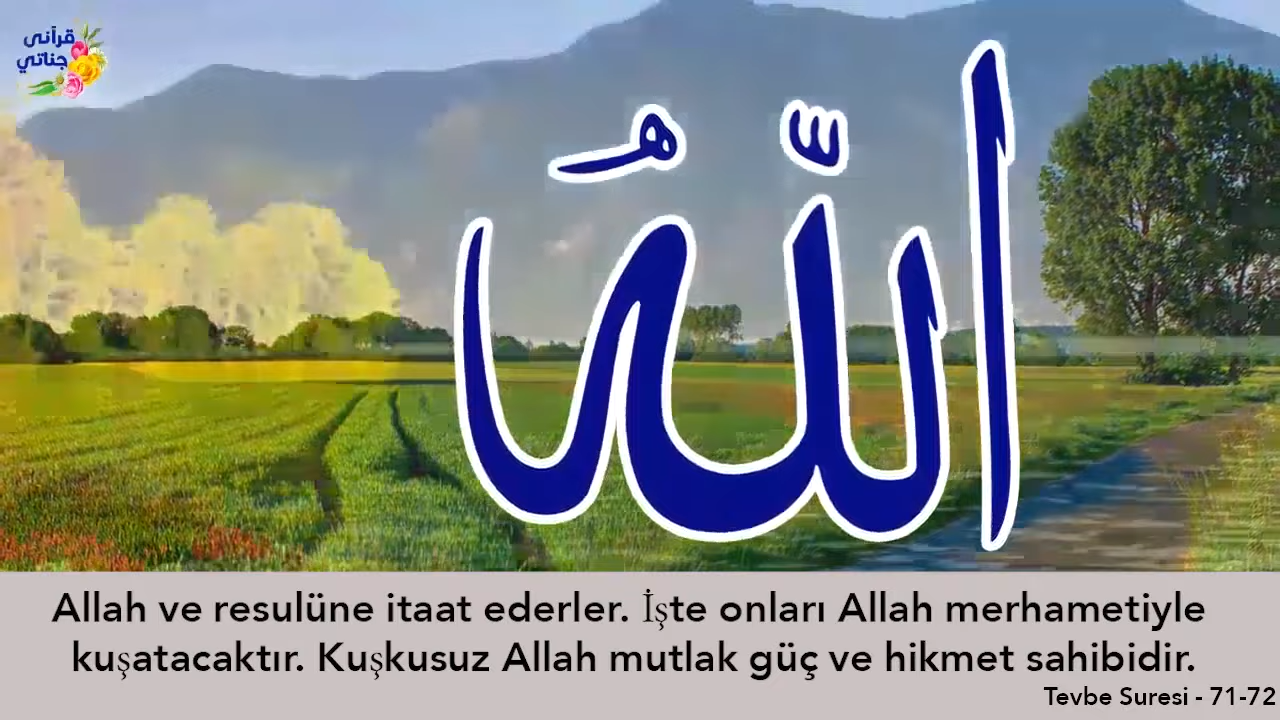 قرآني
جناتي
اللّٰهُ
Allah ve resulüne itaat ederler. İşte onları Allah merhametiyle
kuşatacaktır. Kuşkusuz Allah mutlak güç ve hikmet sahibidir.
Tevbe Suresi - 71-72